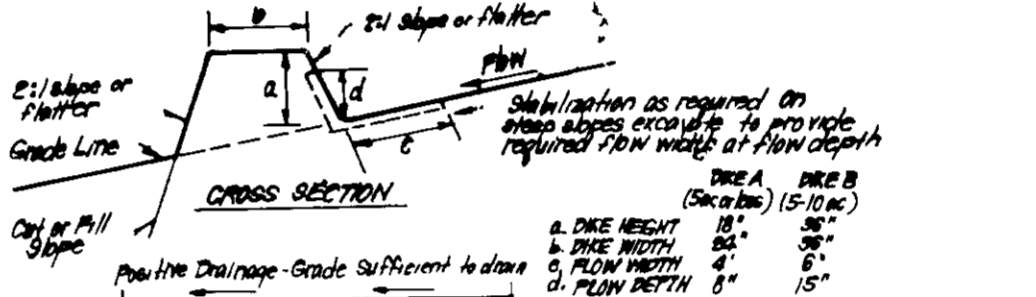 b
2:1 slope or flatter
Flow
2:1 slope or
flatter
a
d
Stabilization as required on
steep slopes excavate to provide
required flow width at flow depth
Grade Line
c
CROSS SECTION
DIKE A DIKE B
(5ac or less) (5-10 ac)
Cut or Fill
Slope
a. DIKE HEIGHT 18" 36"
b. DIKE WIDTH 24" 36"
c. FLOW WIDTH 4' 6'
d. FLOW DEPTH 8" 15"
Positive Drainage - Grade Sufficient to drain